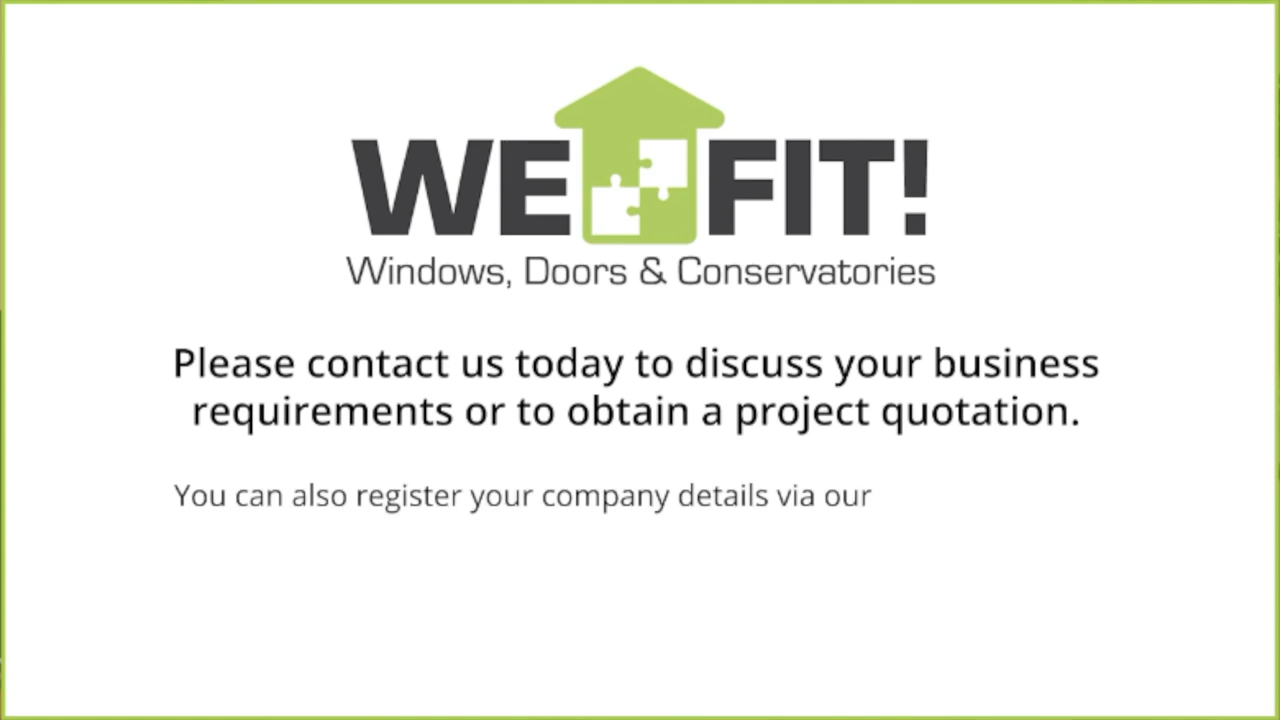 WE FIT!
Windows, Doors & Conservatories
Please contact us today to discuss your business
requirements or to obtain a project quotation.
You can also register your company details via our